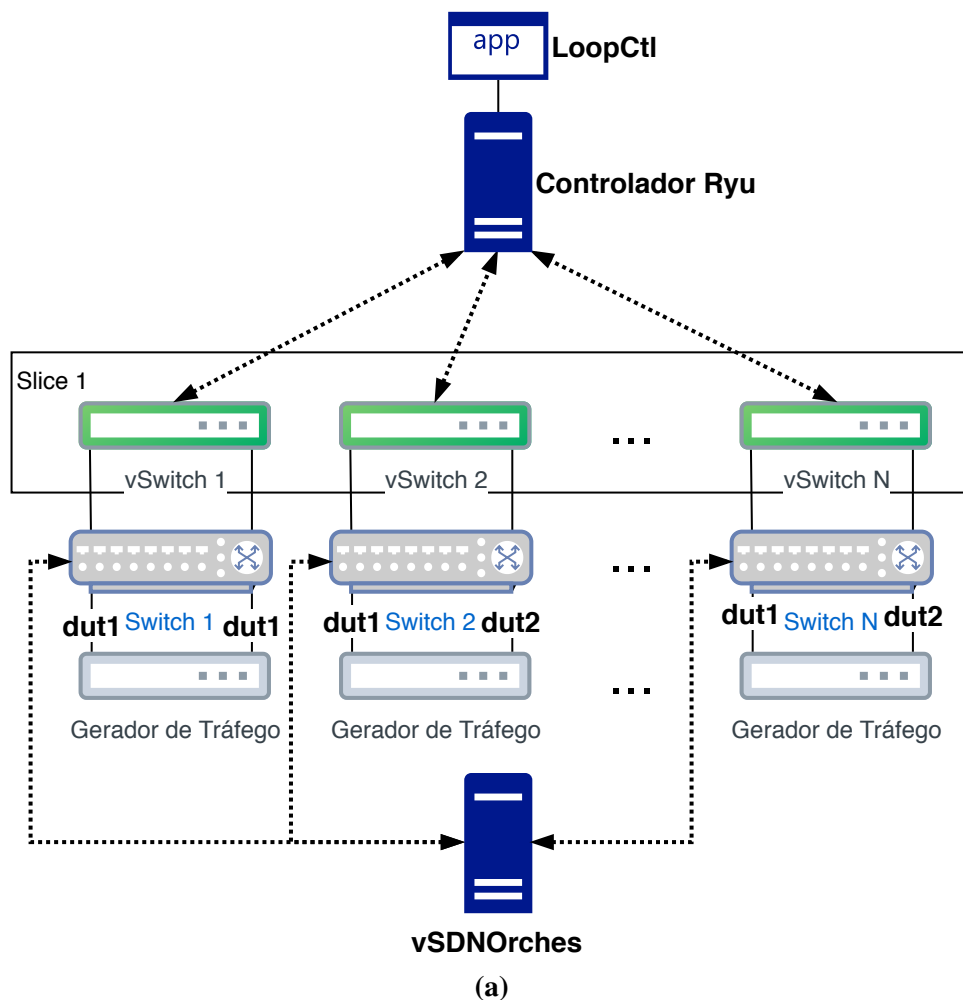 app
LoopCtl
Controlador Ryu
Slice 1
...
vSwitch 1
vSwitch 2
vSwitch N
...
dut1 Switch 1 dut1
dut1 Switch 2 dut2
dut1 Switch N dut2
...
Gerador de Tráfego
Gerador de Tráfego
Gerador de Tráfego
vSDNOrches
(a)